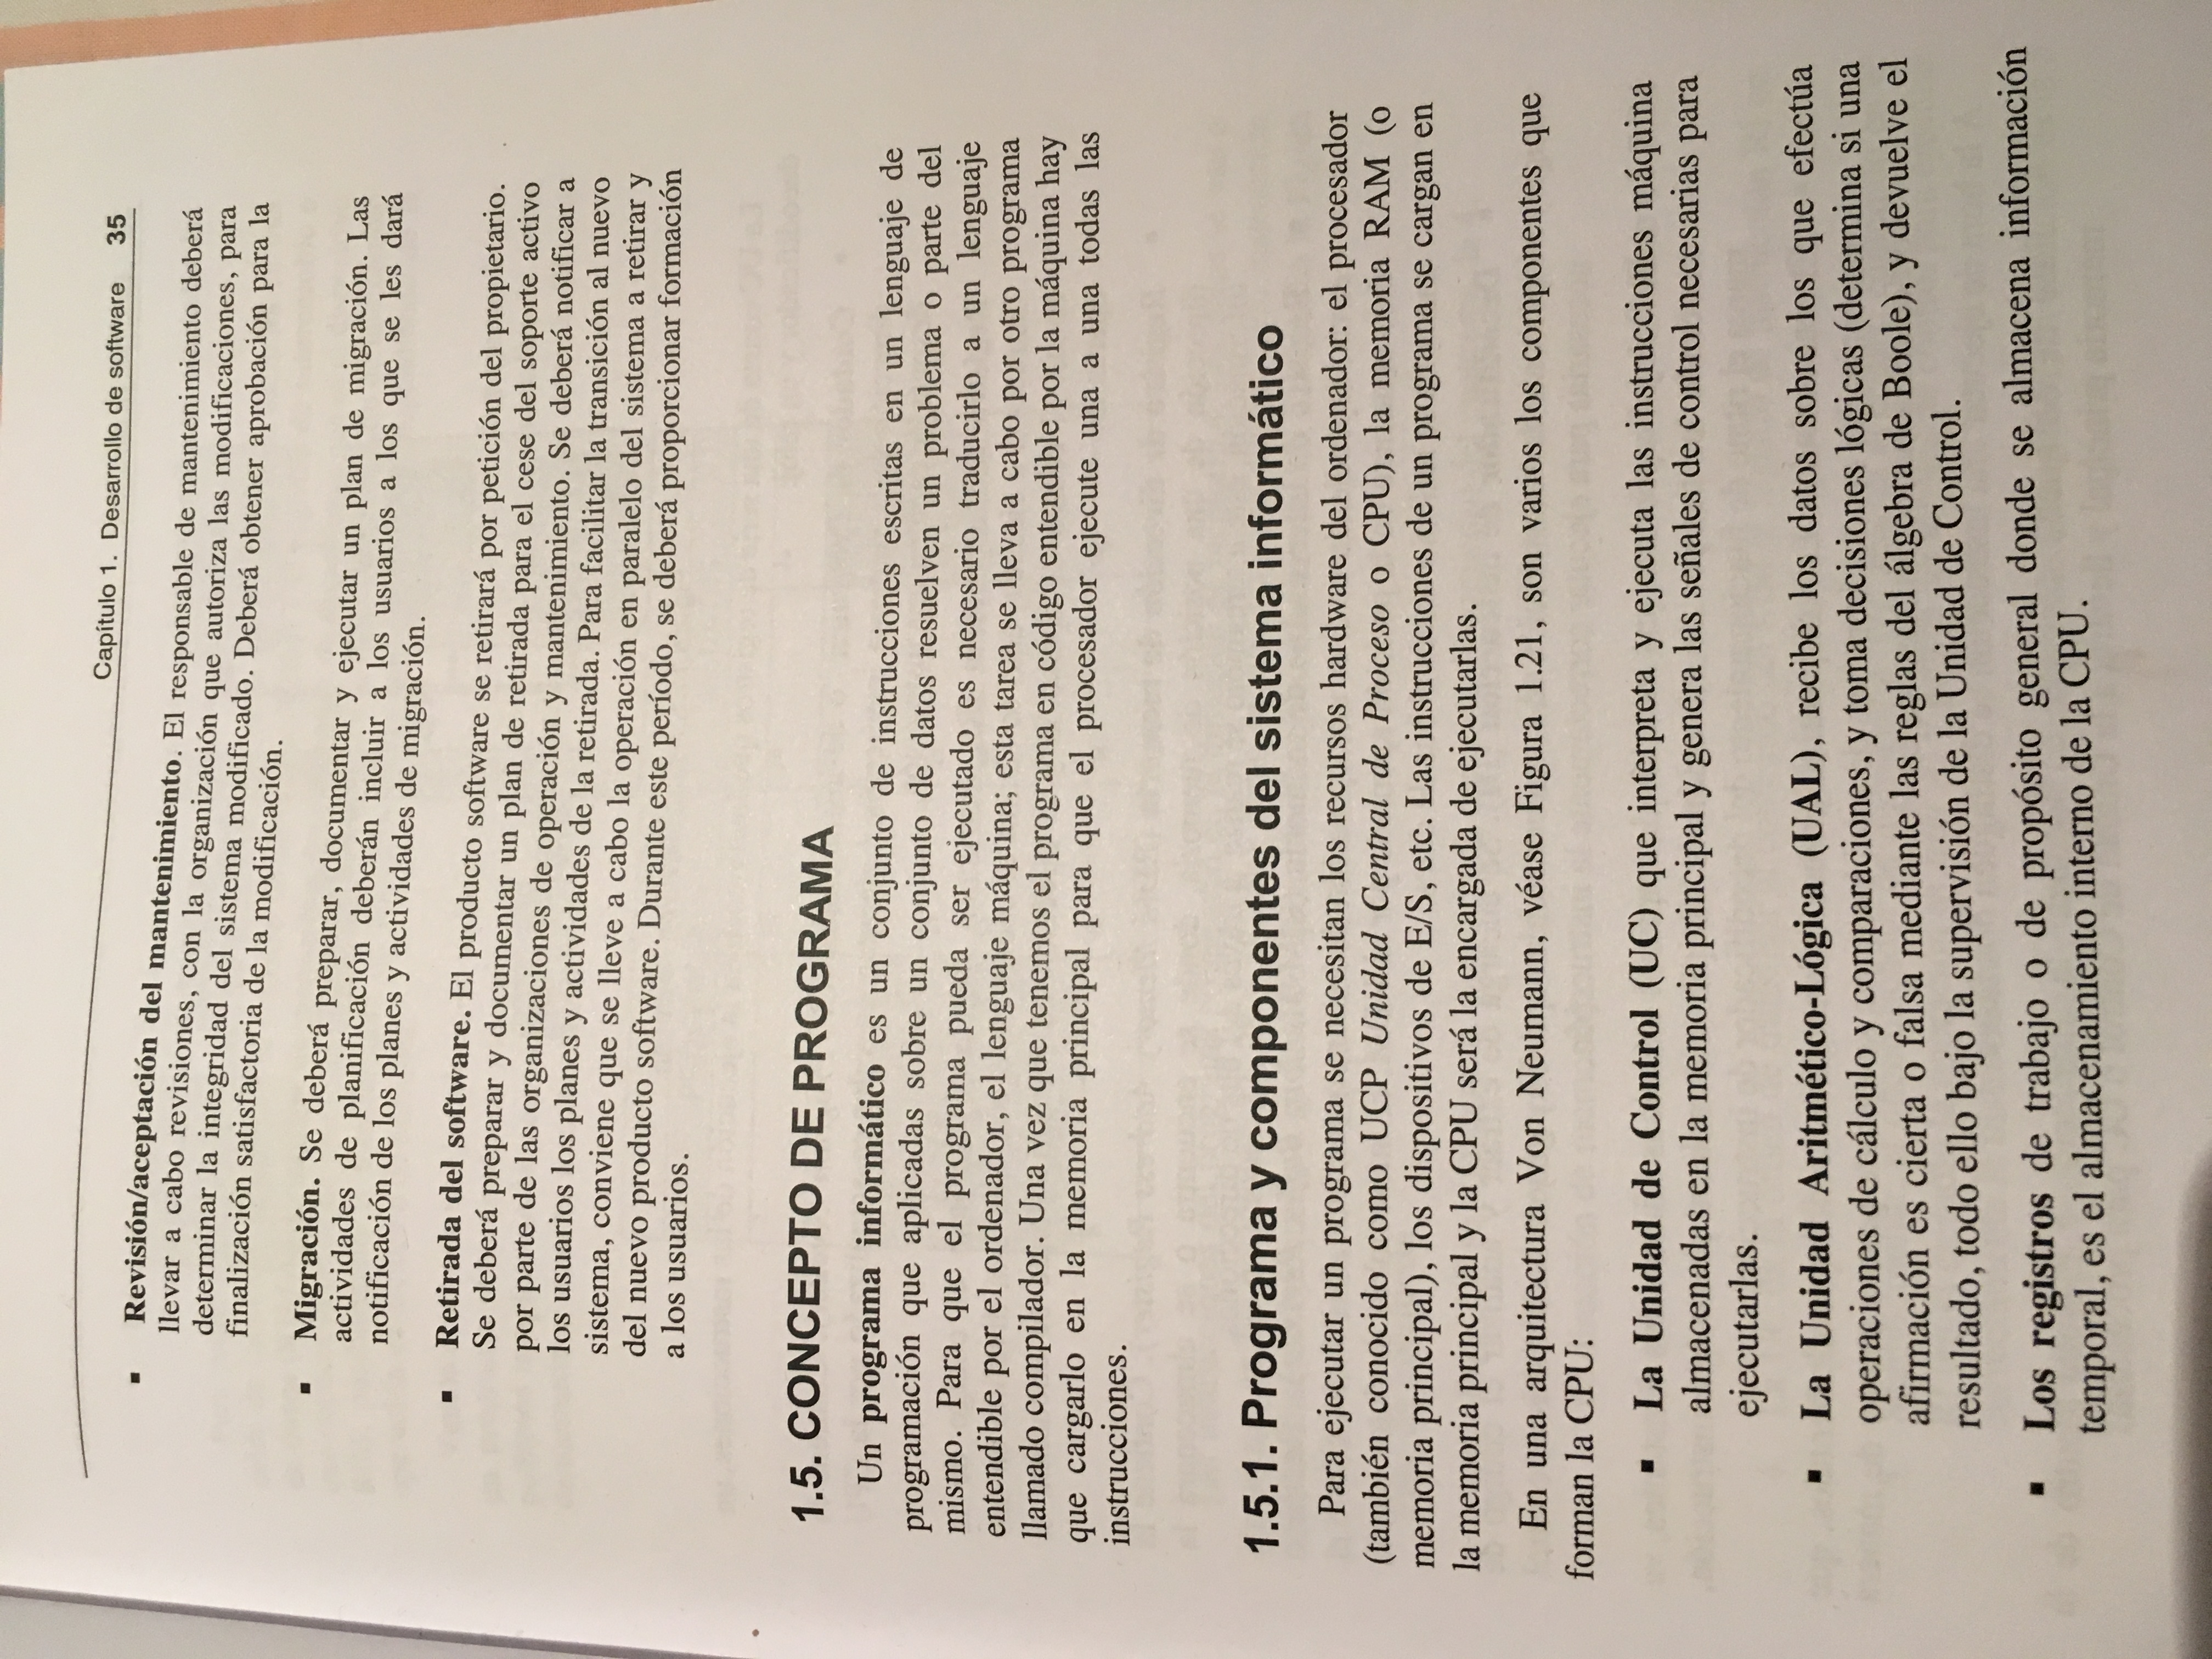 Capítulo 1. Desarrollo de software 35
▪ Revisión/aceptación del mantenimiento. El responsable de mantenimiento deberá
llevar a cabo revisiones, con la organización que autoriza las modificaciones, para
determinar la integridad del sistema modificado. Deberá obtener aprobación para la
finalización satisfactoria de la modificación.
▪ Migración. Se deberá preparar, documentar y ejecutar un plan de migración. Las
actividades de planificación deberán incluir a los usuarios a los que se les dará
notificación de los planes y actividades de migración.
▪ Retirada del software. El producto software se retirará por petición del propietario.
Se deberá preparar y documentar un plan de retirada para el cese del soporte activo
por parte de las organizaciones de operación y mantenimiento. Se deberá notificar a
los usuarios los planes y actividades de la retirada. Para facilitar la transición al nuevo
sistema, conviene que se lleve a cabo la operación en paralelo del sistema a retirar y
del nuevo producto software. Durante este período, se deberá proporcionar formación
a los usuarios.
1.5. CONCEPTO DE PROGRAMA
Un programa informático es un conjunto de instrucciones escritas en un lenguaje de
programación que aplicadas sobre un conjunto de datos resuelven un problema o parte del
mismo. Para que el programa pueda ser ejecutado es necesario traducirlo a un lenguaje
entendible por el ordenador, el lenguaje máquina; esta tarea se lleva a cabo por otro programa
llamado compilador. Una vez que tenemos el programa en código entendible por la máquina hay
que cargarlo en la memoria principal para que el procesador ejecute una a una todas las
instrucciones.
1.5.1. Programa y componentes del sistema informático
Para ejecutar un programa se necesitan los recursos hardware del ordenador: el procesador
(también conocido como UCP Unidad Central de Proceso o CPU), la memoria RAM (o
memoria principal), los dispositivos de E/S, etc. Las instrucciones de un programa se cargan en
la memoria principal y la CPU será la encargada de ejecutarlas.
En una arquitectura Von Neumann, véase Figura 1.21, son varios los componentes que
forman la CPU:
▪ La Unidad de Control (UC) que interpreta y ejecuta las instrucciones máquina
almacenadas en la memoria principal y genera las señales de control necesarias para
ejecutarlas.
▪ La Unidad Aritmético-Lógica (UAL), recibe los datos sobre los que efectúa
operaciones de cálculo y comparaciones, y toma decisiones lógicas (determina si una
afirmación es cierta o falsa mediante las reglas del álgebra de Boole), y devuelve el
resultado, todo ello bajo la supervisión de la Unidad de Control.
▪ Los registros de trabajo o de propósito general donde se almacena información
temporal, es el almacenamiento interno de la CPU.